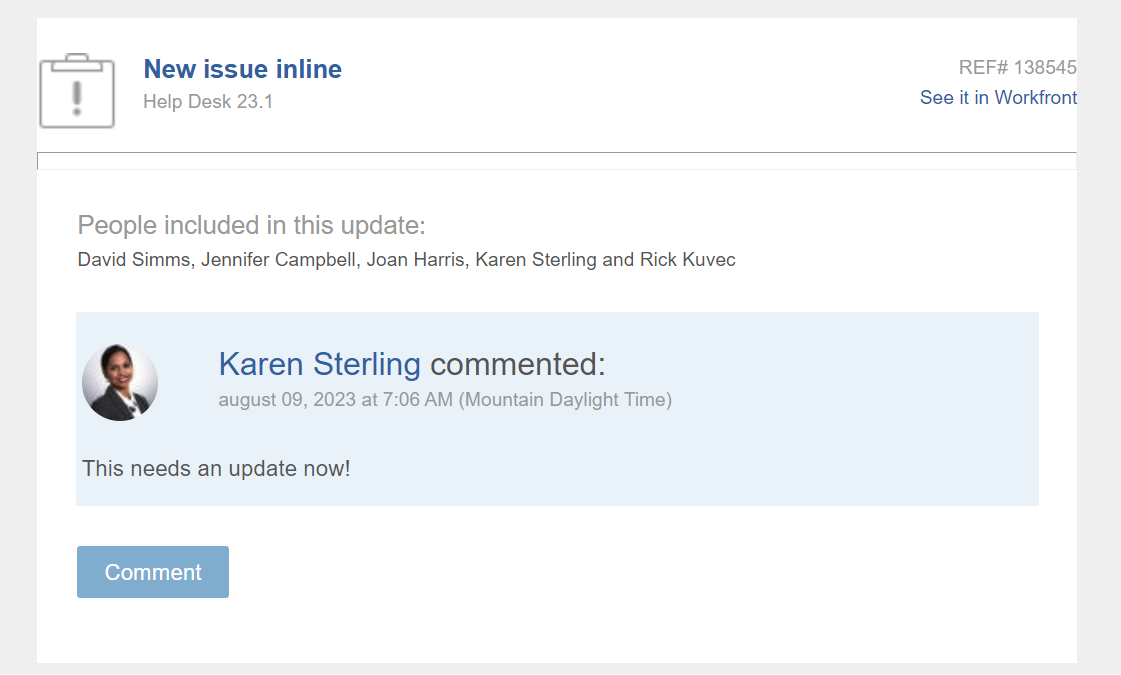 New issue inline
Help Desk 23.1
REF# 138545
See it in Workfront
People included in this update:
David Simms, Jennifer Campbell, Joan Harris, Karen Sterling and Rick Kuvec
Karen Sterling commented:
august 09, 2023 at 7:06 AM (Mountain Daylight Time)
This needs an update now!
Comment